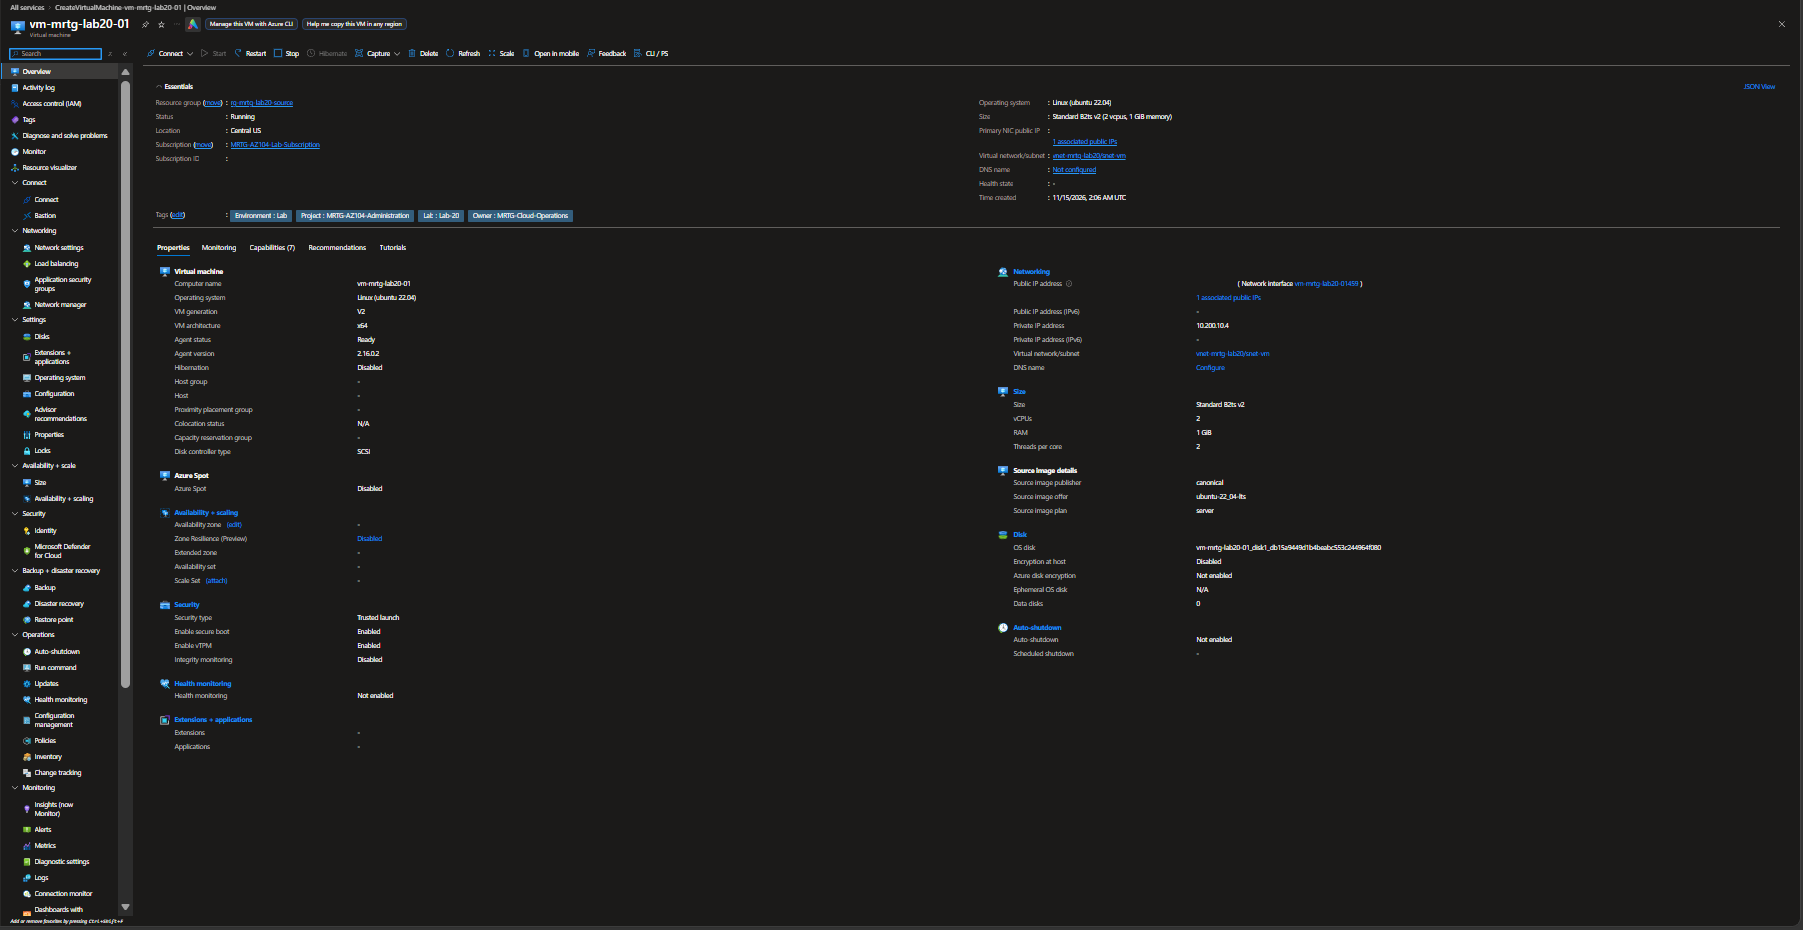 All services > CreateVirtualMachine-vm-mrtg-lab20-01 | Overview
vm-mrtg-lab20-01
Virtual machine
Manage this VM with Azure CLI
Help me copy this VM in any region
Search
Connect
Start
Restart
Stop
Hibernate
Capture
Delete
Refresh
Scale
Open in mobile
Feedback
CLI / PS
Overview
Activity log
Access control (IAM)
Tags
Diagnose and solve problems
Monitor
Resource visualizer
Connect
Connect
Bastion
Networking
Network settings
Load balancing
Application security
groups
Network manager
Settings
Disks
Extensions +
applications
Operating system
Configuration
Advisor
recommendations
Properties
Locks
Availability + scale
Size
Availability + scaling
Security
Identity
Microsoft Defender
for Cloud
Backup + disaster recovery
Backup
Disaster recovery
Restore point
Operations
Auto-shutdown
Run command
Updates
Health monitoring
Configuration
management
Policies
Inventory
Change tracking
Monitoring
Insights (now
Monitor)
Alerts
Metrics
Diagnostic settings
Logs
Connection monitor
Dashboards with
Add or remove favorites by pressing Ctrl+Shift+F
Essentials
JSON View
Resource group (move) : rg-mrtg-lab20-source
Status : Running
Location : Central US
Subscription (move) : MRTG-AZ104-Lab-Subscription
Subscription ID :
Operating system : Linux (ubuntu 22.04)
Size : Standard B2ts v2 (2 vcpus, 1 GiB memory)
Primary NIC public IP :
1 associated public IPs
Virtual network/subnet : vnet-mrtg-lab20/snet-vm
DNS name : Not configured
Health state : -
Time created : 11/15/2026, 2:06 AM UTC
Tags (edit) : Environment : Lab Project : MRTG-AZ104-Administration Lab : Lab-20 Owner : MRTG-Cloud-Operations
Properties Monitoring Capabilities (7) Recommendations Tutorials
Virtual machine
Computer name vm-mrtg-lab20-01
Operating system Linux (ubuntu 22.04)
VM generation V2
VM architecture x64
Agent status Ready
Agent version 2.16.0.2
Hibernation Disabled
Host group -
Host -
Proximity placement group -
Colocation status N/A
Capacity reservation group -
Disk controller type SCSI
Azure Spot
Azure Spot Disabled
Availability + scaling
Availability zone (edit) -
Zone Resilience (Preview) Disabled
Extended zone -
Availability set -
Scale Set (attach) -
Security
Security type Trusted launch
Enable secure boot Enabled
Enable vTPM Enabled
Integrity monitoring Disabled
Health monitoring
Health monitoring Not enabled
Extensions + applications
Extensions -
Applications -
Networking
Public IP address ( Network interface vm-mrtg-lab20-01459 )
1 associated public IPs
Public IP address (IPv6) -
Private IP address 10.200.10.4
Private IP address (IPv6) -
Virtual network/subnet vnet-mrtg-lab20/snet-vm
DNS name Configure
Size
Size Standard B2ts v2
vCPUs 2
RAM 1 GiB
Threads per core 2
Source image details
Source image publisher canonical
Source image offer ubuntu-22_04-lts
Source image plan server
Disk
OS disk vm-mrtg-lab20-01_disk1_db15a9449d1b4beabc553c244964f080
Encryption at host Disabled
Azure disk encryption Not enabled
Ephemeral OS disk N/A
Data disks 0
Auto-shutdown
Auto-shutdown Not enabled
Scheduled shutdown -